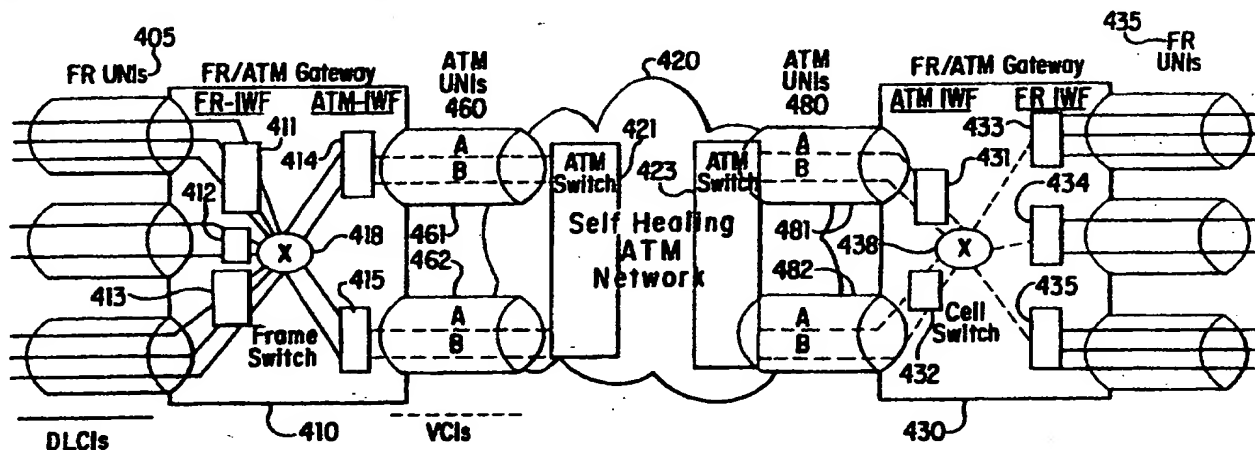 405
FR UNIs
FR/ATM Gateway
FR-IWF
ATM-IWF
411
412
413
414
415
418
Frame
Switch
410
DLCIs
VCIs
ATM
UNIs
460
A
B
461
462
A
B
420
421
ATM
Switch
423
ATM
Switch
Self Healing
ATM
Network
ATM
UNIs
480
A
B
481
482
A
B
FR/ATM Gateway
ATM IWF
FR IWF
433
431
434
438
X
X
435
432
Cell
Switch
430
435
FR
UNIs